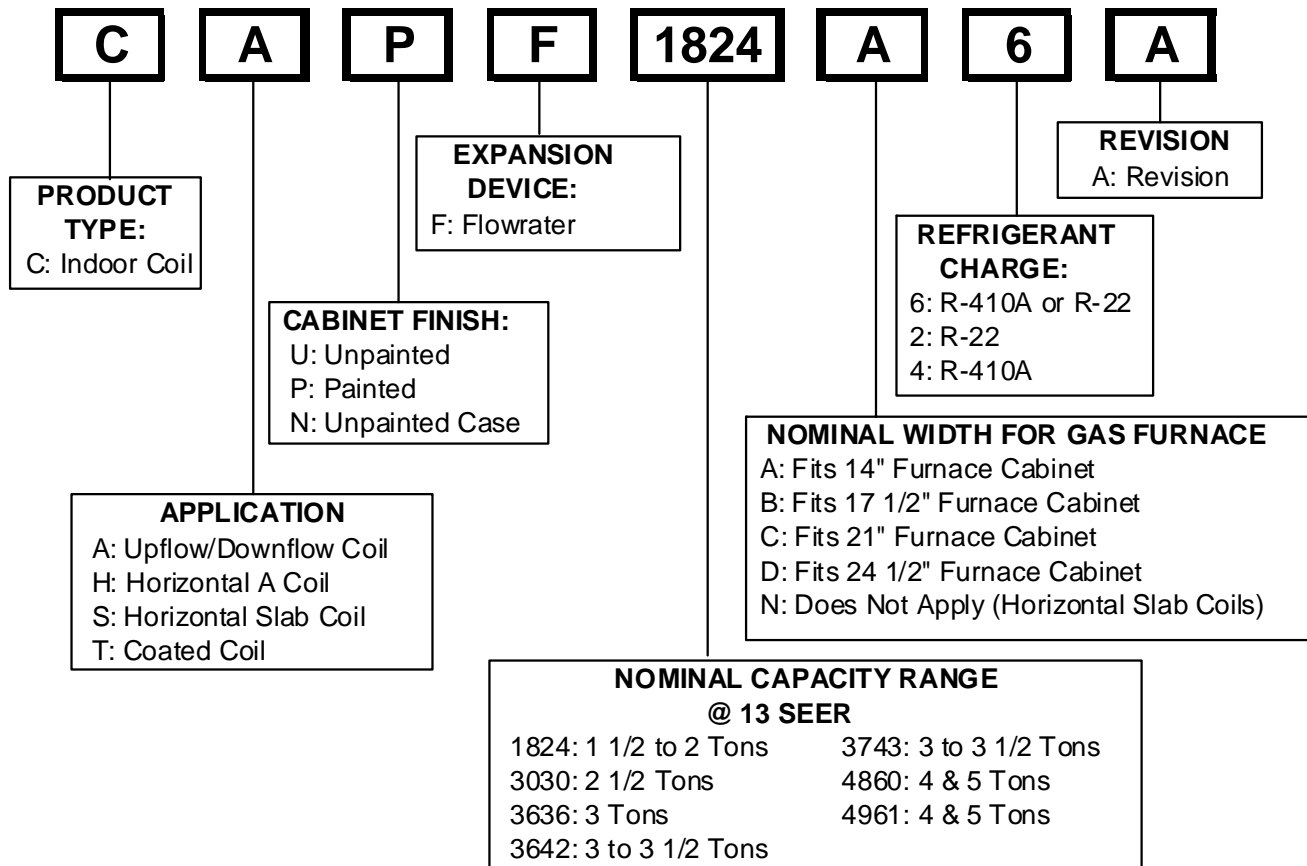 C A P F 1824 A 6 A
PRODUCT
TYPE:
C: Indoor Coil
APPLICATION
A: Upflow/Downflow Coil
H: Horizontal A Coil
S: Horizontal Slab Coil
T: Coated Coil
CABINET FINISH:
U: Unpainted
P: Painted
N: Unpainted Case
EXPANSION
DEVICE:
F: Flowrater
NOMINAL CAPACITY RANGE
@ 13 SEER
1824: 1 1/2 to 2 Tons
3030: 2 1/2 Tons
3636: 3 Tons
3642: 3 to 3 1/2 Tons
3743: 3 to 3 1/2 Tons
4860: 4 & 5 Tons
4961: 4 & 5 Tons
NOMINAL WIDTH FOR GAS FURNACE
A: Fits 14" Furnace Cabinet
B: Fits 17 1/2" Furnace Cabinet
C: Fits 21" Furnace Cabinet
D: Fits 24 1/2" Furnace Cabinet
N: Does Not Apply (Horizontal Slab Coils)
REFRIGERANT
CHARGE:
6: R-410A or R-22
2: R-22
4: R-410A
REVISION
A: Revision